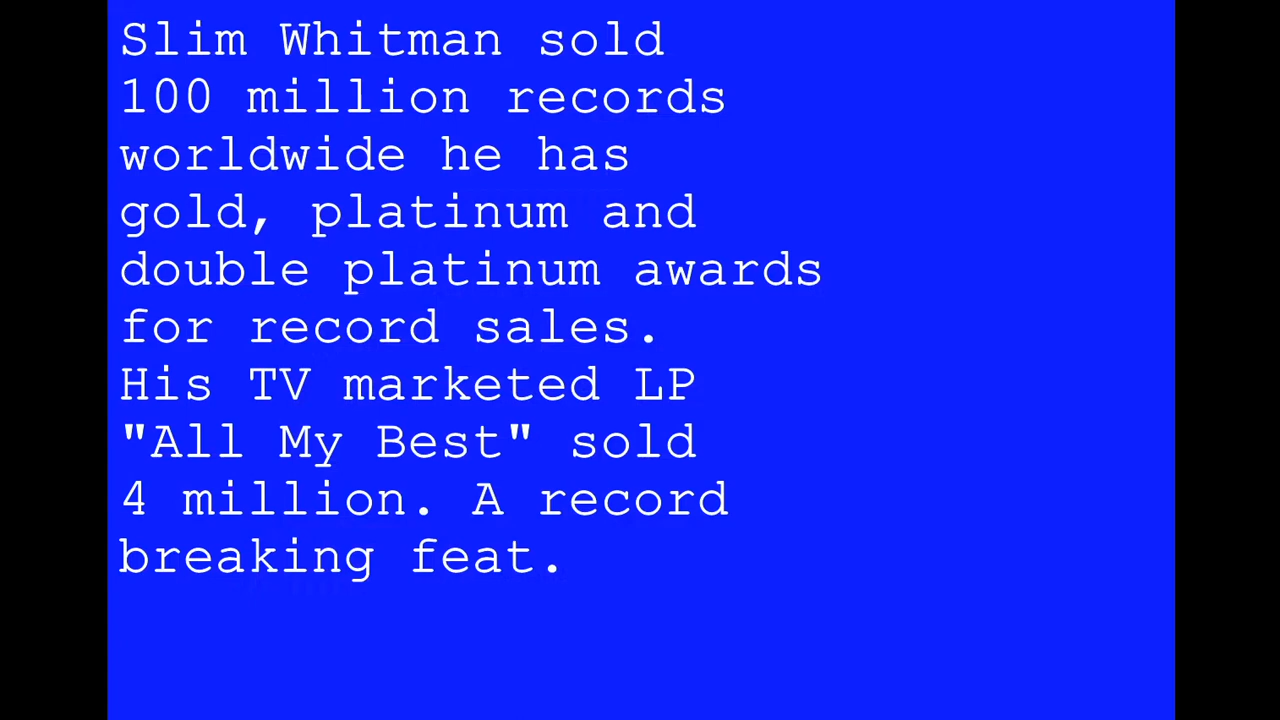 Slim Whitman sold
100 million records
worldwide he has
gold, platinum and
double platinum awards
for record sales.
His TV marketed LP
"All My Best" sold
4 million. A record
breaking feat.